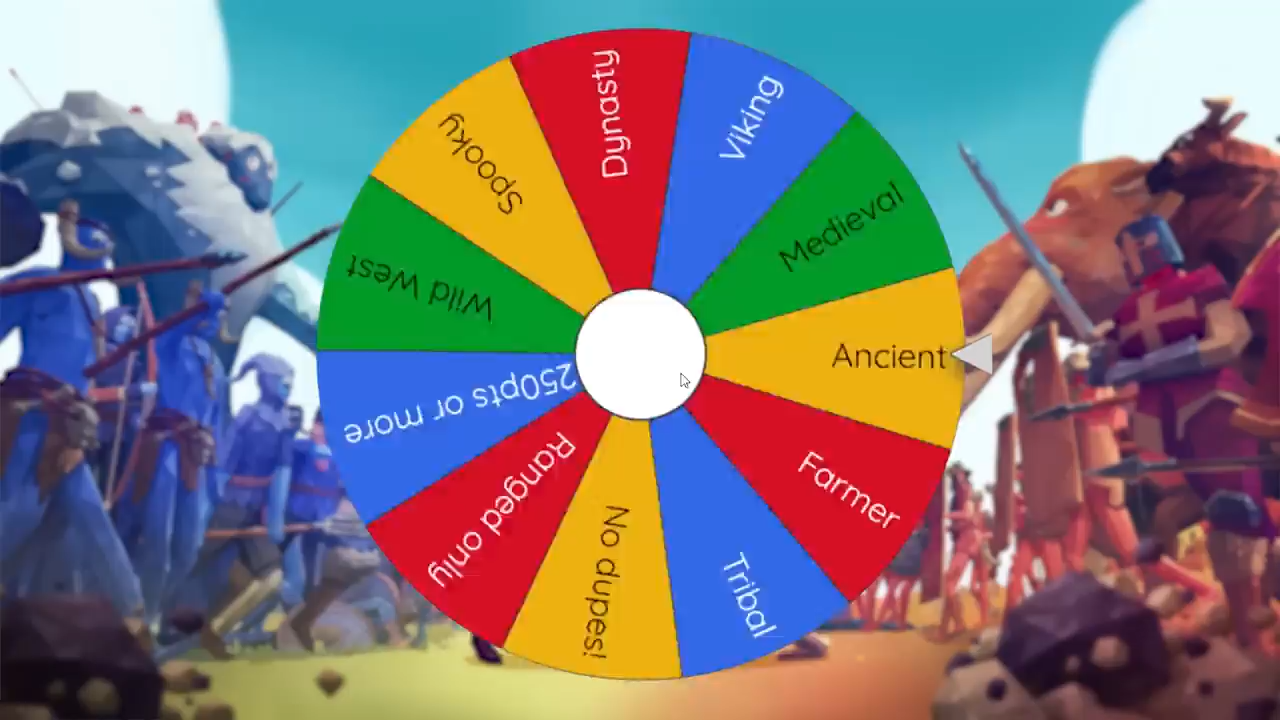 Dynasty
Viking
Medieval
Ancient
Farmer
Tribal
No dupes!
Ranged only
250pts or more
Wild West
Spooky